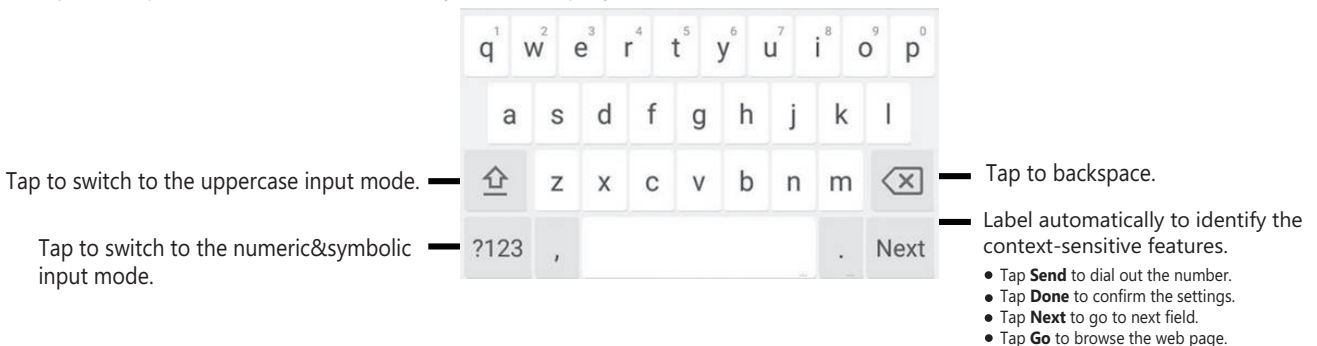 q 1 w 2 e 3 r 4 t 5 y 6 u 7 i 8 o 9 p 0
a s d f g h j k l
Tap to switch to the uppercase input mode.
z x c v b n m
Tap to backspace.
Tap to switch to the numeric&symbolic
input mode.
?123 , . Next
Label automatically to identify the
context-sensitive features.
● Tap Send to dial out the number.
● Tap Done to confirm the settings.
● Tap Next to go to next field.
● Tap Go to browse the web page.